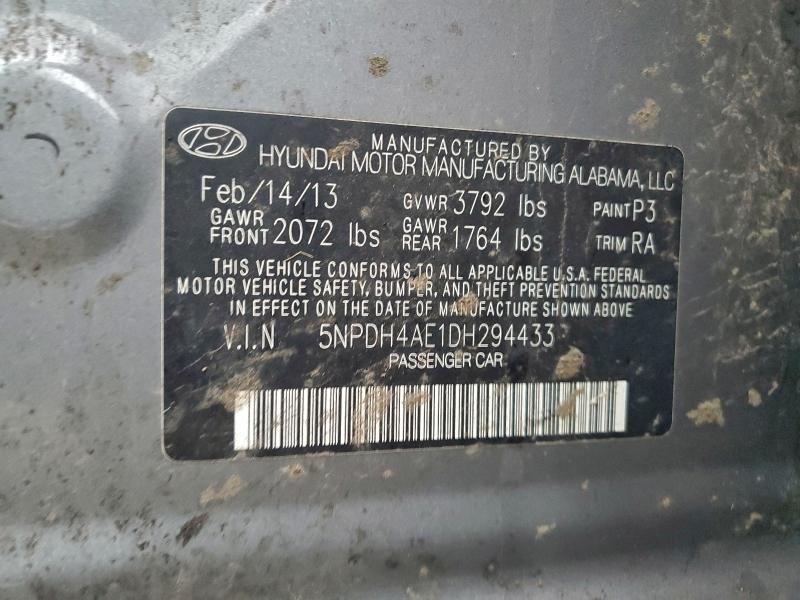 MANUFACTURED BY
HYUNDAI MOTOR MANUFACTURING ALABAMA, LLC
Feb/14/13 GVWR 3792 lbs PAINT P3
GAWR FRONT 2072 lbs GAWR REAR 1764 lbs TRIM RA
THIS VEHICLE CONFORMS TO ALL APPLICABLE U.S.A. FEDERAL
MOTOR VEHICLE SAFETY, BUMPER, AND THEFT PREVENTION STANDARDS
IN EFFECT ON THE DATE OF MANUFACTURE SHOWN ABOVE
V.I.N 5NPDH4AE1DH294433
PASSENGER CAR